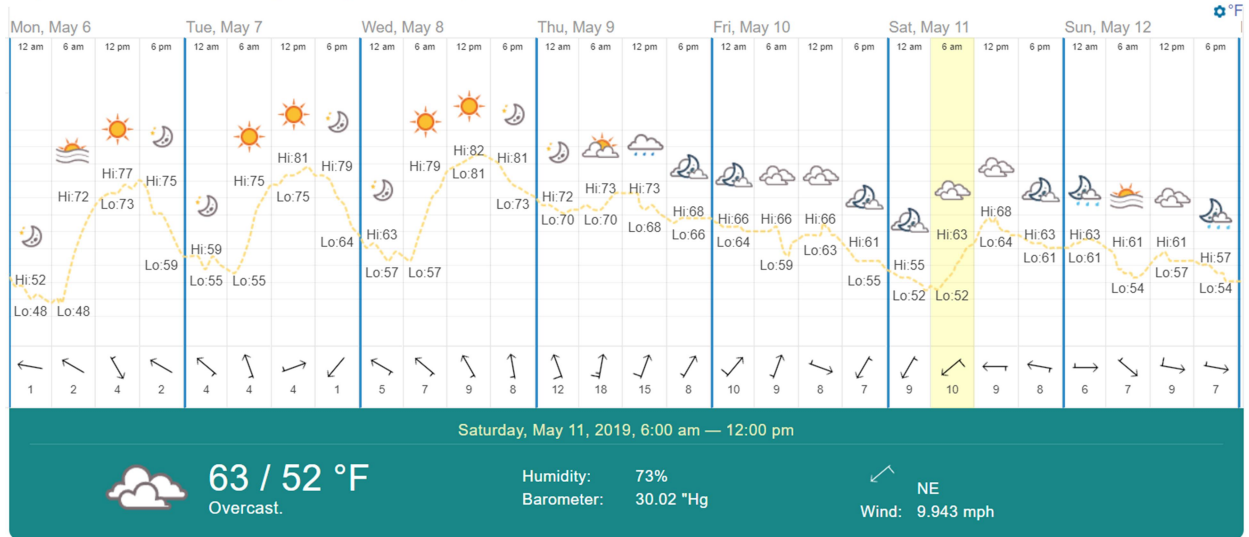 °F
Mon, May 6 Tue, May 7 Wed, May 8 Thu, May 9 Fri, May 10 Sat, May 11 Sun, May 12
12 am 6 am 12 pm 6 pm 12 am 6 am 12 pm 6 pm 12 am 6 am 12 pm 6 pm 12 am 6 am 12 pm 6 pm 12 am 6 am 12 pm 6 pm 12 am 6 am 12 pm 6 pm 12 am 6 am 12 pm 6 pm
Hi:52 Hi:72 Hi:77 Hi:75 Hi:59 Hi:75 Hi:81 Hi:79 Hi:63 Hi:79 Hi:82 Hi:81 Hi:72 Hi:73 Hi:73 Hi:68 Hi:66 Hi:66 Hi:66 Hi:61 Hi:55 Hi:63 Hi:68 Hi:63 Hi:63 Hi:61 Hi:61 Hi:57
Lo:48 Lo:48 Lo:73 Lo:59 Lo:55 Lo:55 Lo:75 Lo:64 Lo:57 Lo:57 Lo:81 Lo:73 Lo:70 Lo:70 Lo:68 Lo:66 Lo:64 Lo:59 Lo:63 Lo:55 Lo:52 Lo:52 Lo:64 Lo:61 Lo:61 Lo:54 Lo:57 Lo:54
1 2 4 2 4 4 4 1 5 7 9 8 12 18 15 8 10 9 8 7 9 10 9 8 6 7 9 7
Saturday, May 11, 2019, 6:00 am — 12:00 pm
63 / 52 °F
Overcast.
Humidity: 73%
Barometer: 30.02 "Hg
NE
Wind: 9.943 mph